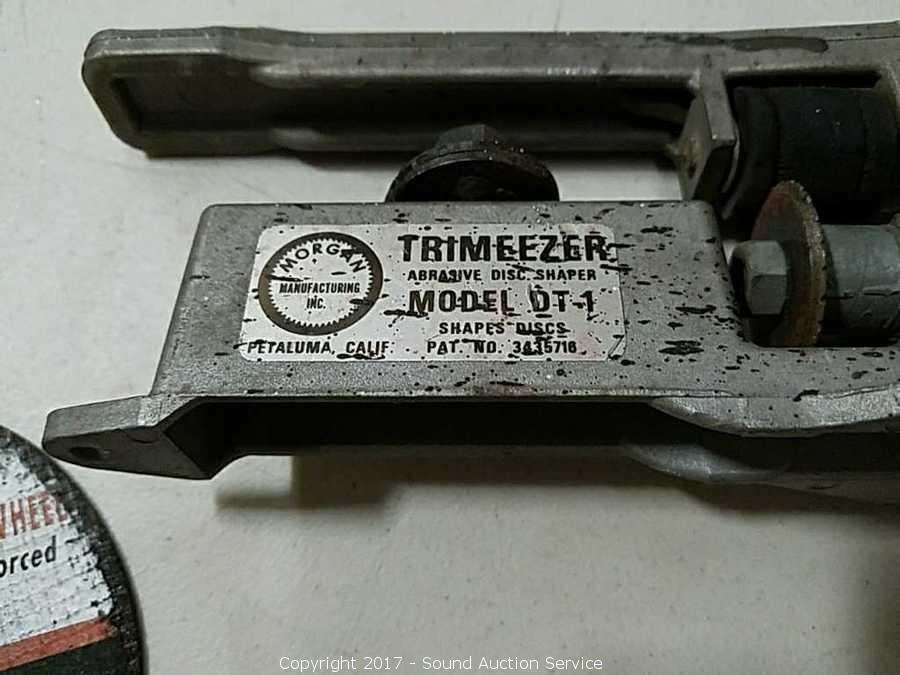 MORGAN
MANUFACTURING
INC.
TRIMEEZER
ABRASIVE DISC SHAPER
MODEL DT-1
SHAPES DISCS
PETALUMA, CALIF. PAT. NO. 3435716
WHEEL
orced
Copyright 2017 - Sound Auction Service